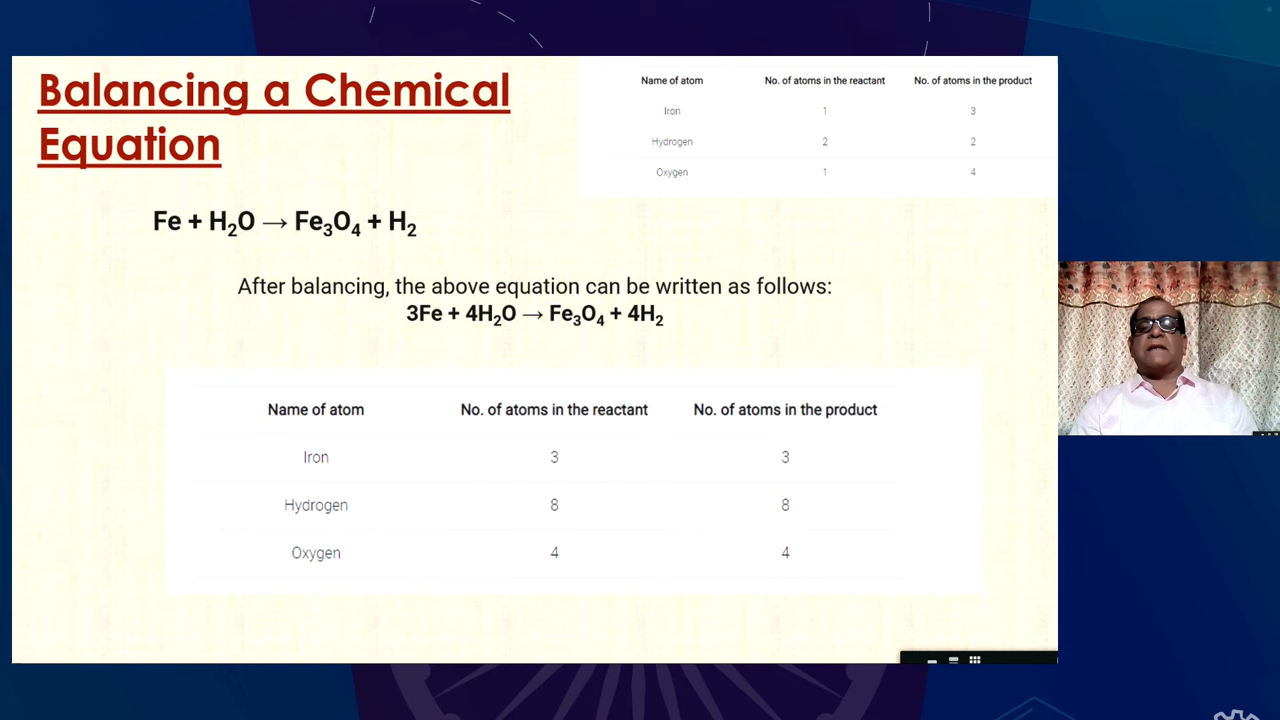 Balancing a Chemical
Equation
Name of atom No. of atoms in the reactant No. of atoms in the product
Iron 1 3
Hydrogen 2 2
Oxygen 1 4
Fe + H₂O → Fe₃O₄ + H₂
After balancing, the above equation can be written as follows:
3Fe + 4H₂O → Fe₃O₄ + 4H₂
Name of atom No. of atoms in the reactant No. of atoms in the product
Iron 3 3
Hydrogen 8 8
Oxygen 4 4